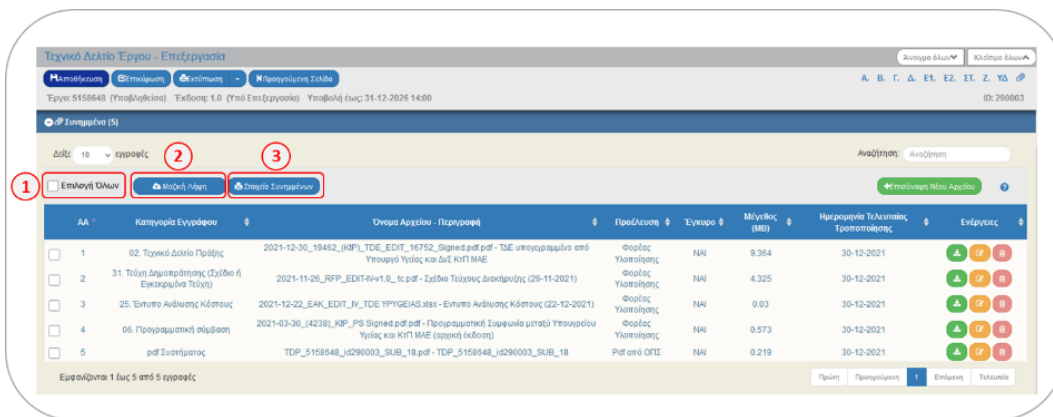 Τεχνικό Δελτίο Έργου - Επεξεργασία Άνοιγμα όλων Κλείσιμο όλων
Αποθήκευση Επικύρωση Εκτύπωση Προηγούμενη Σελίδα Α. Β. Γ. Δ. Ε1. Ε2. ΣΤ. Ζ. ΥΔ
Έργο: 5158648 (Υποβληθείσα) Έκδοση: 1.0 (Υπό Επεξεργασία) Υποβολή έως: 31-12-2026 14:00 ID: 290003
Συνημμένα (5)
Δείξε 10 εγγραφές Αναζήτηση: Αναζήτηση
2 3
1 Επιλογή Όλων Μαζική Λήψη Στοιχεία Συνημμένων +Επισύναψη Νέου Αρχείου
ΑΑ Κατηγορία Εγγράφου Όνομα Αρχείου - Περιγραφή Προέλευση Έγκυρο Μέγεθος (MB) Ημερομηνία Τελευταίας Τροποποίησης Ενέργειες
1 02. Τεχνικό Δελτίο Πράξης 2021-12-30_19462_(ΚτΡ)_TDE_EDIT_16752_Signed.pdf.pdf - ΤΔΕ υπογεγραμμένο από Υπουργό Υγείας και ΔνΣ ΚτΠ ΜΑΕ Φορέας Υλοποίησης ΝΑΙ 9.364 30-12-2021
2 31. Τεύχη Δημοπράτησης (Σχέδιο ή Εγκεκριμένα Τεύχη) 2021-11-26_RFP_EDIT-IV-v1.0_ tc.pdf - Σχέδιο Τεύχους Διακήρυξης (26-11-2021) Φορέας Υλοποίησης ΝΑΙ 4.325 30-12-2021
3 25. Έντυπο Ανάλυσης Κόστους 2021-12-22_EAK_EDIT_IV_TDE YPYGEIAS.xlsx - Εντυπο Ανάλυσης Κόστους (22-12-2021) Φορέας Υλοποίησης ΝΑΙ 0.03 30-12-2021
4 06. Προγραμματική σύμβαση 2021-03-30_(4238)_KtP_PS Signed.pdf.pdf - Προγραμματική Συμφωνία μεταξύ Υπουργείου Υγείας και ΚτΠ ΜΑΕ (αρχική έκδοση) Φορέας Υλοποίησης ΝΑΙ 0.573 30-12-2021
5 pdf Συστήματος TDP_5158648_id290003_SUB_18.pdf - TDP_5158648_id290003_SUB_18 Pdf από ΟΠΣ ΝΑΙ 0.219 30-12-2021
Εμφανίζονται 1 έως 5 από 5 εγγραφές Πρώτη Προηγούμενη 1 Επόμενη Τελευταία